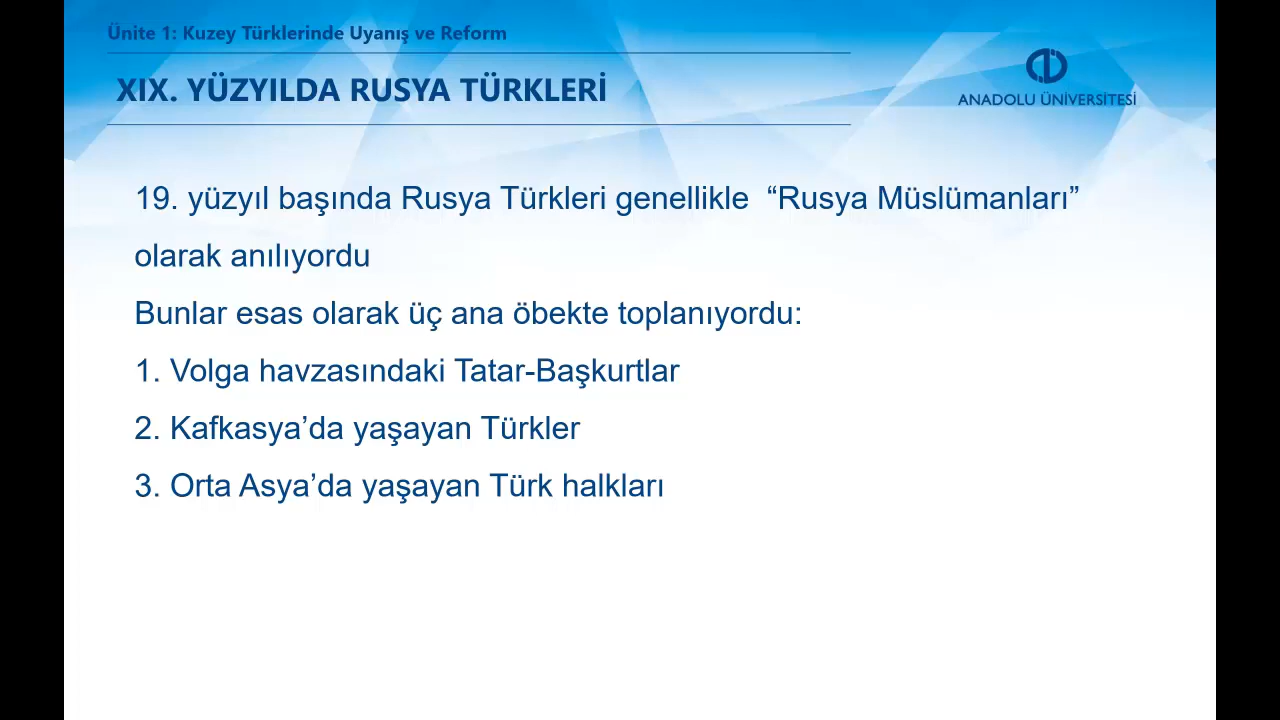 Ünite 1: Kuzey Türklerinde Uyanış ve Reform
XIX. YÜZYILDA RUSYA TÜRKLERİ
ANADOLU ÜNİVERSİTESİ
19. yüzyıl başında Rusya Türkleri genellikle “Rusya Müslümanları”
olarak anılıyordu
Bunlar esas olarak üç ana öbekte toplanıyordu:
1. Volga havzasındaki Tatar-Başkurtlar
2. Kafkasya’da yaşayan Türkler
3. Orta Asya’da yaşayan Türk halkları